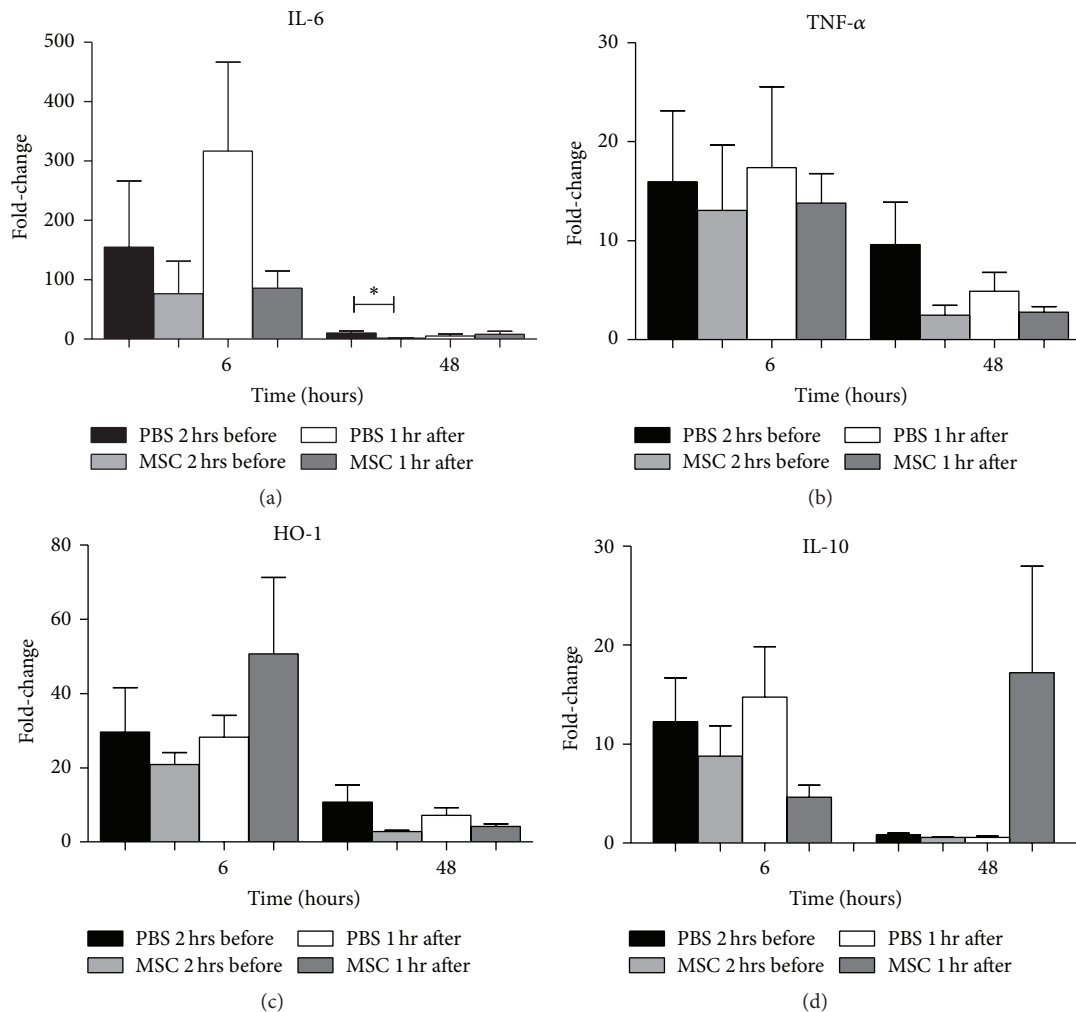 IL-6
500
400
300
200
100
0
Fold-change
*
6 48
Time (hours)
PBS 2 hrs before PBS 1 hr after
MSC 2 hrs before MSC 1 hr after
(a)
TNF-α
30
20
10
0
Fold-change
6 48
Time (hours)
PBS 2 hrs before PBS 1 hr after
MSC 2 hrs before MSC 1 hr after
(b)
HO-1
80
60
40
20
0
Fold-change
6 48
Time (hours)
PBS 2 hrs before PBS 1 hr after
MSC 2 hrs before MSC 1 hr after
(c)
IL-10
30
20
10
0
Fold-change
6 48
Time (hours)
PBS 2 hrs before PBS 1 hr after
MSC 2 hrs before MSC 1 hr after
(d)